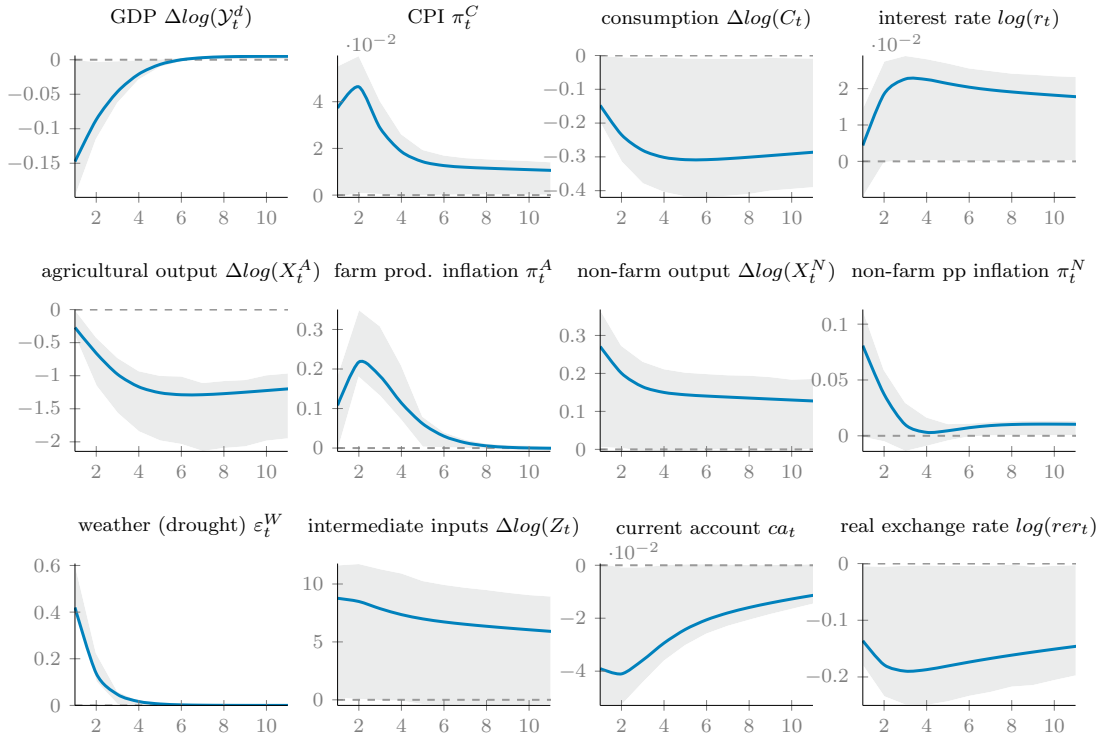 GDP Δlog(𝒴ₜᵈ)
0
−0.05
−0.1
−0.15
2 4 6 8 10
CPI πₜᶜ
·10⁻²
4
2
0
2 4 6 8 10
consumption Δlog(Cₜ)
0
−0.1
−0.2
−0.3
−0.4
2 4 6 8 10
interest rate log(rₜ)
·10⁻²
2
1
0
2 4 6 8 10
agricultural output Δlog(Xₜᴬ)
0
−0.5
−1
−1.5
−2
2 4 6 8 10
farm prod. inflation πₜᴬ
0.3
0.2
0.1
0
2 4 6 8 10
non-farm output Δlog(Xₜᴺ)
0.3
0.2
0.1
0
2 4 6 8 10
non-farm pp inflation πₜᴺ
0.1
0.05
0
2 4 6 8 10
weather (drought) εₜᵂ
0.6
0.4
0.2
0
2 4 6 8 10
intermediate inputs Δlog(Zₜ)
10
5
0
2 4 6 8 10
current account caₜ
·10⁻²
0
−2
−4
2 4 6 8 10
real exchange rate log(rerₜ)
0
−0.1
−0.2
2 4 6 8 10